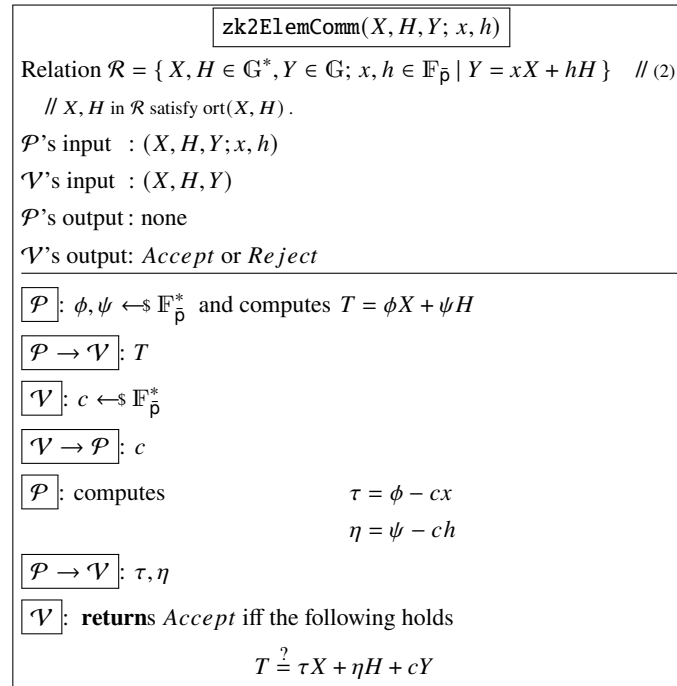 zk2ElemComm(X, H, Y; x, h)
Relation ℛ = { X, H ∈ 𝔾*, Y ∈ 𝔾; x, h ∈ 𝔽_p̄ | Y = xX + hH } // (2)
// X, H in ℛ satisfy ort(X, H) .
𝒫's input : (X, H, Y; x, h)
𝒱's input : (X, H, Y)
𝒫's output : none
𝒱's output: Accept or Reject
𝒫 : ϕ, ψ ←$ 𝔽*_p̄ and computes T = ϕX + ψH
𝒫 → 𝒱 : T
𝒱 : c ←$ 𝔽*_p̄
𝒱 → 𝒫 : c
𝒫 : computes τ = ϕ − cx
η = ψ − ch
𝒫 → 𝒱 : τ, η
𝒱 : returns Accept iff the following holds
T ≟ τX + ηH + cY